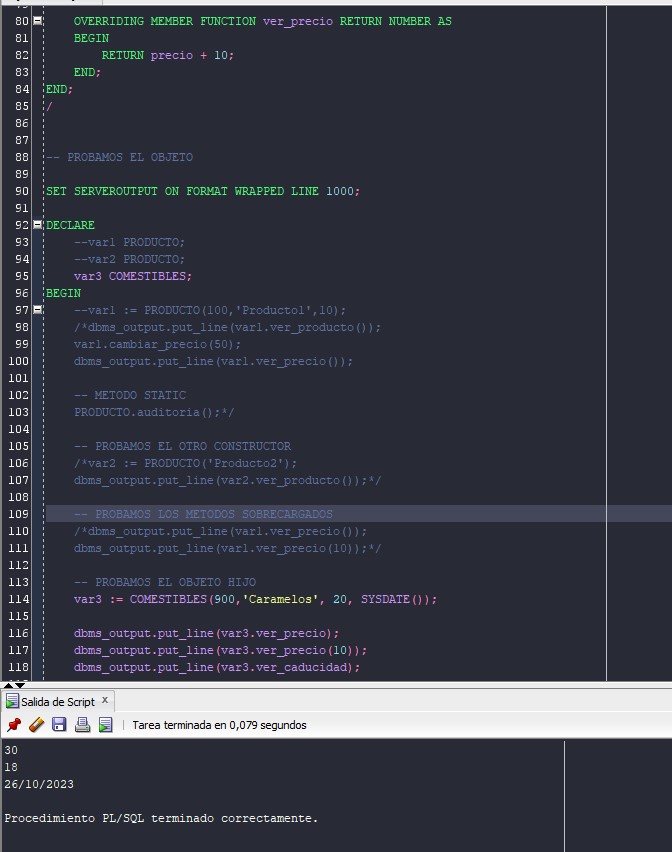 80 OVERRIDING MEMBER FUNCTION ver_precio RETURN NUMBER AS
81 BEGIN
82 RETURN precio + 10;
83 END;
84 END;
85 /
86
87
88 -- PROBAMOS EL OBJETO
89
90 SET SERVEROUTPUT ON FORMAT WRAPPED LINE 1000;
91
92 DECLARE
93 --var1 PRODUCTO;
94 --var2 PRODUCTO;
95 var3 COMESTIBLES;
96 BEGIN
97 --var1 := PRODUCTO(100,'Producto1',10);
98 /*dbms_output.put_line(var1.ver_producto());
99 var1.cambiar_precio(50);
100 dbms_output.put_line(var1.ver_precio());
101
102 -- METODO STATIC
103 PRODUCTO.auditoria();*/
104
105 -- PROBAMOS EL OTRO CONSTRUCTOR
106 /*var2 := PRODUCTO('Producto2');
107 dbms_output.put_line(var2.ver_producto());*/
108
109 -- PROBAMOS LOS METODOS SOBRECARGADOS
110 /*dbms_output.put_line(var1.ver_precio());
111 dbms_output.put_line(var1.ver_precio(10));*/
112
113 -- PROBAMOS EL OBJETO HIJO
114 var3 := COMESTIBLES(900,'Caramelos', 20, SYSDATE());
115
116 dbms_output.put_line(var3.ver_precio);
117 dbms_output.put_line(var3.ver_precio(10));
118 dbms_output.put_line(var3.ver_caducidad);
Salida de Script x
Tarea terminada en 0,079 segundos
30
18
26/10/2023
Procedimiento PL/SQL terminado correctamente.